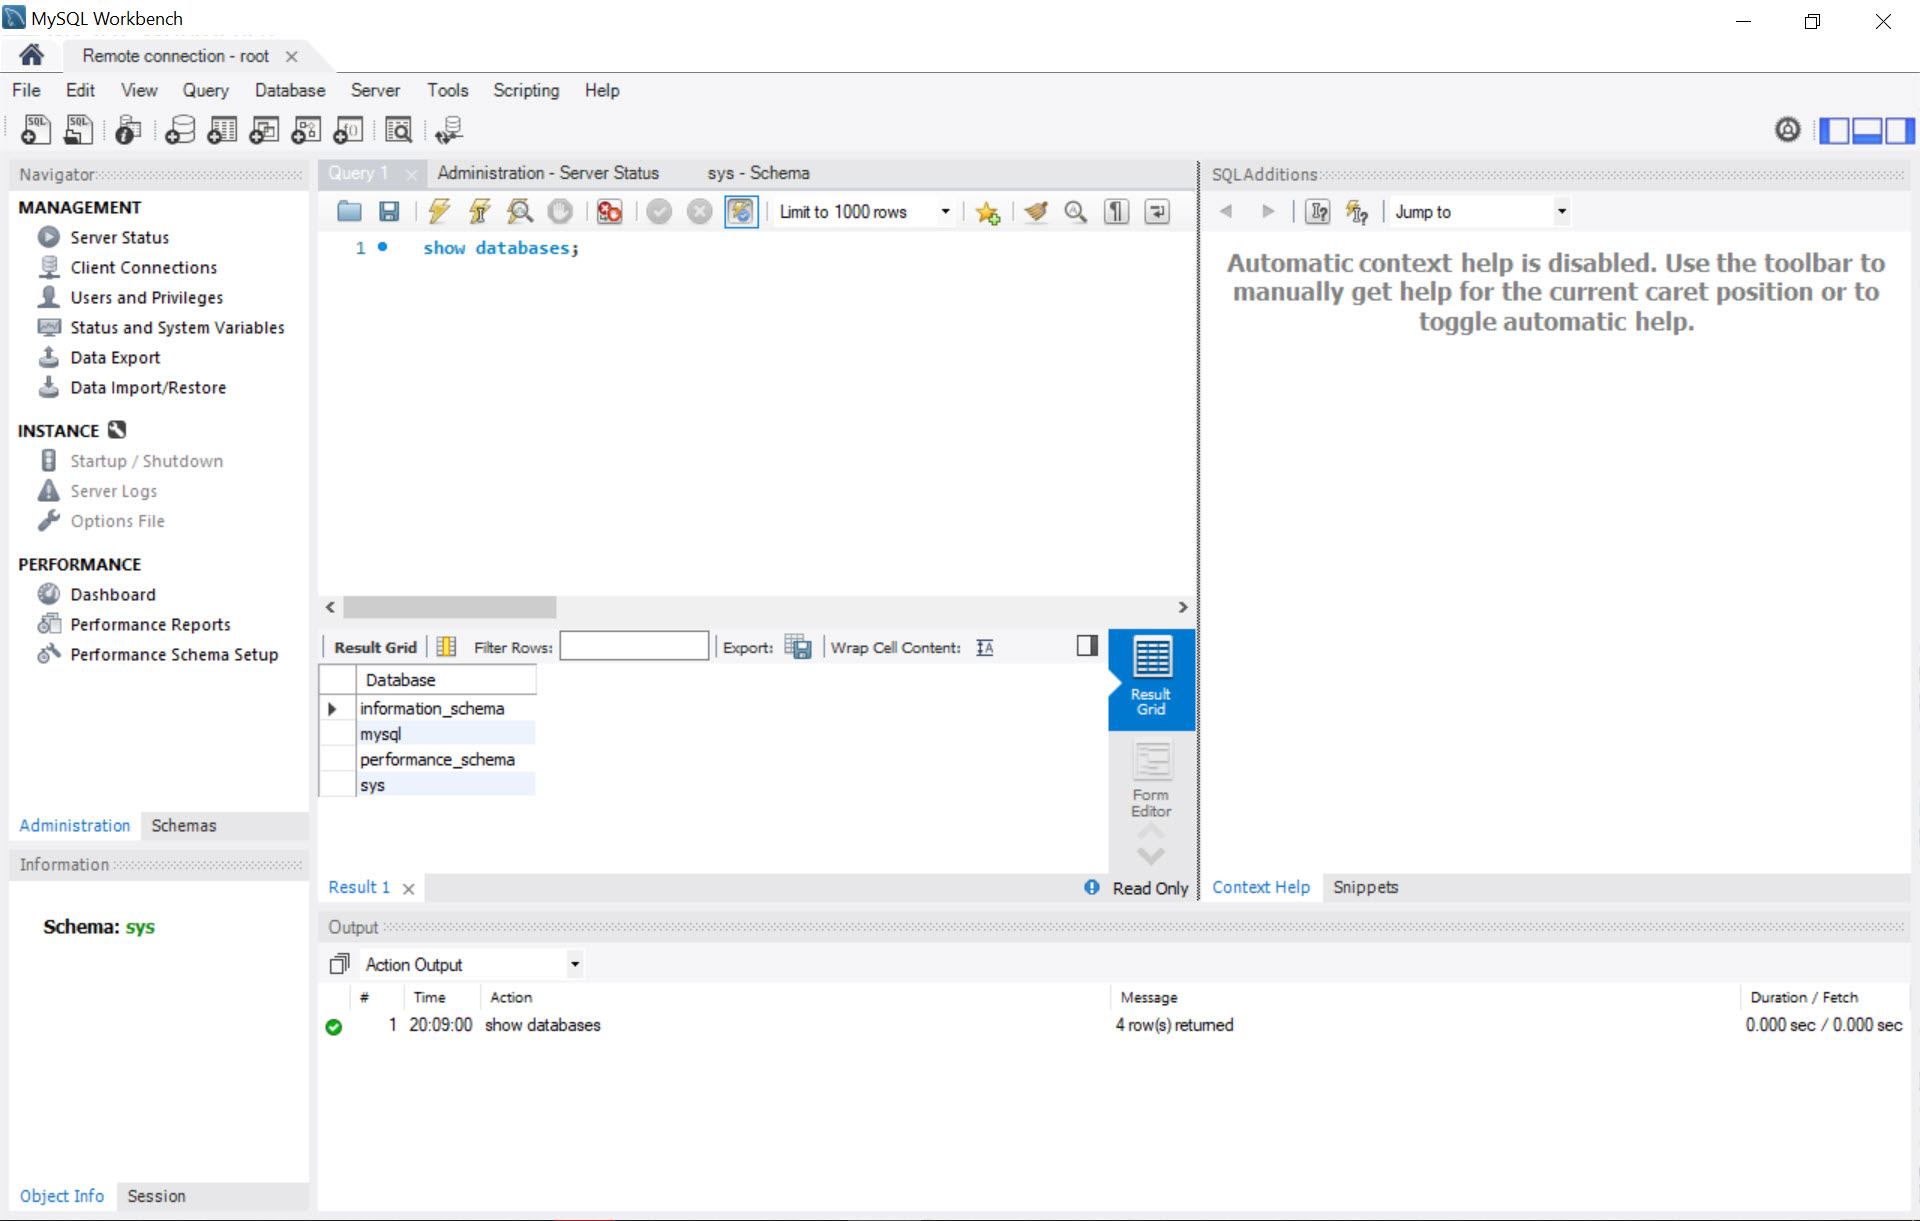 MySQL Workbench
Remote connection - root
File Edit View Query Database Server Tools Scripting Help
Navigator
MANAGEMENT
Server Status
Client Connections
Users and Privileges
Status and System Variables
Data Export
Data Import/Restore
INSTANCE
Startup / Shutdown
Server Logs
Options File
PERFORMANCE
Dashboard
Performance Reports
Performance Schema Setup
Administration Schemas
Information
Schema: sys
Object Info Session
Query 1 Administration - Server Status sys - Schema
Limit to 1000 rows
1 show databases;
Result Grid Filter Rows: Export: Wrap Cell Content:
Database
information_schema
mysql
performance_schema
sys
Result
Grid
Form
Editor
Result 1 Read Only
SQLAdditions
Jump to
Automatic context help is disabled. Use the toolbar to
manually get help for the current caret position or to
toggle automatic help.
Context Help Snippets
Output
Action Output
# Time Action Message Duration / Fetch
1 20:09:00 show databases 4 row(s) returned 0.000 sec / 0.000 sec